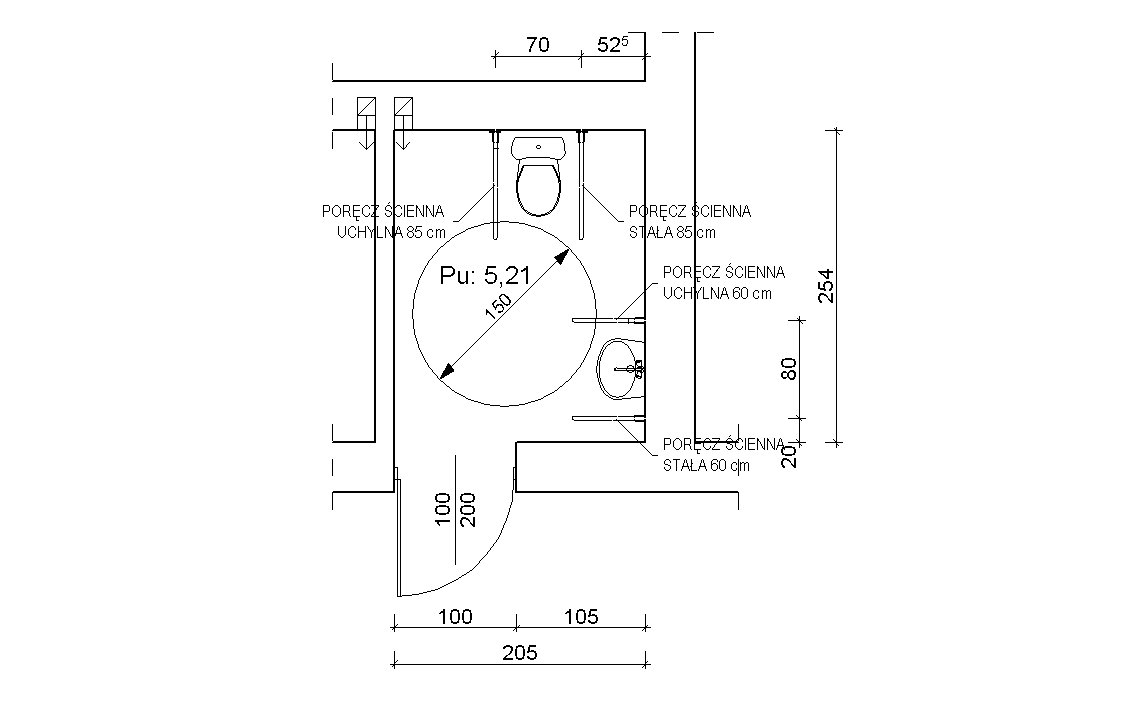 70
52⁵
PORĘCZ ŚCIENNA
UCHYLNA 85 cm
PORĘCZ ŚCIENNA
STAŁA 85 cm
Pu: 5,21
150
PORĘCZ ŚCIENNA
UCHYLNA 60 cm
254
80
PORĘCZ ŚCIENNA
STAŁA 60 cm
20
100
200
100
105
205